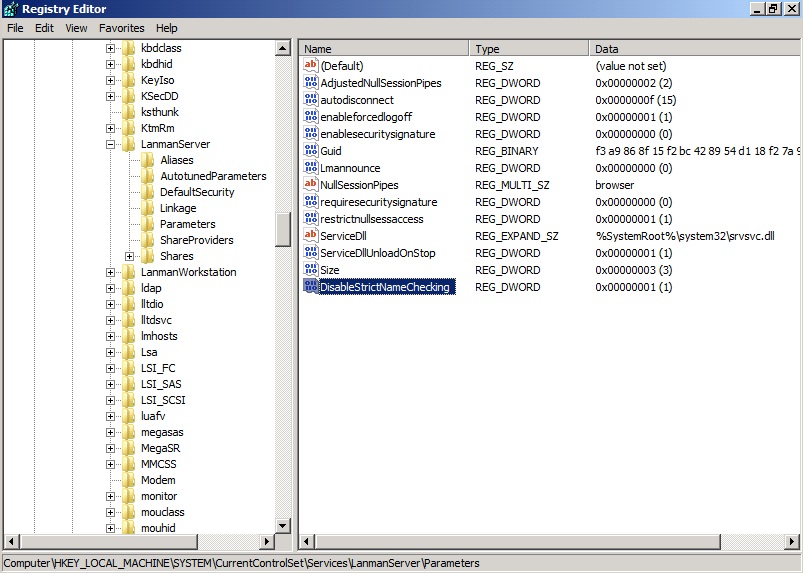 Registry Editor
File Edit View Favorites Help
kbdclass
kbdhid
KeyIso
KSecDD
ksthunk
KtmRm
LanmanServer
Aliases
AutotunedParameters
DefaultSecurity
Linkage
Parameters
ShareProviders
Shares
LanmanWorkstation
ldap
lltdio
lltdsvc
lmhosts
Lsa
LSI_FC
LSI_SAS
LSI_SCSI
luafv
megasas
MegaSR
MMCSS
Modem
monitor
mouclass
mouhid
Name Type Data
(Default) REG_SZ (value not set)
AdjustedNullSessionPipes REG_DWORD 0x00000002 (2)
autodisconnect REG_DWORD 0x0000000f (15)
enableforcedlogoff REG_DWORD 0x00000001 (1)
enablesecuritysignature REG_DWORD 0x00000000 (0)
Guid REG_BINARY f3 a9 86 8f 15 f2 bc 42 89 54 d1 18 f2 7a 9
Lmannounce REG_DWORD 0x00000000 (0)
NullSessionPipes REG_MULTI_SZ browser
requiresecuritysignature REG_DWORD 0x00000000 (0)
restrictnullsessaccess REG_DWORD 0x00000001 (1)
ServiceDll REG_EXPAND_SZ %SystemRoot%\system32\srvsvc.dll
ServiceDllUnloadOnStop REG_DWORD 0x00000001 (1)
Size REG_DWORD 0x00000003 (3)
DisableStrictNameChecking REG_DWORD 0x00000001 (1)
Computer\HKEY_LOCAL_MACHINE\SYSTEM\CurrentControlSet\Services\LanmanServer\Parameters